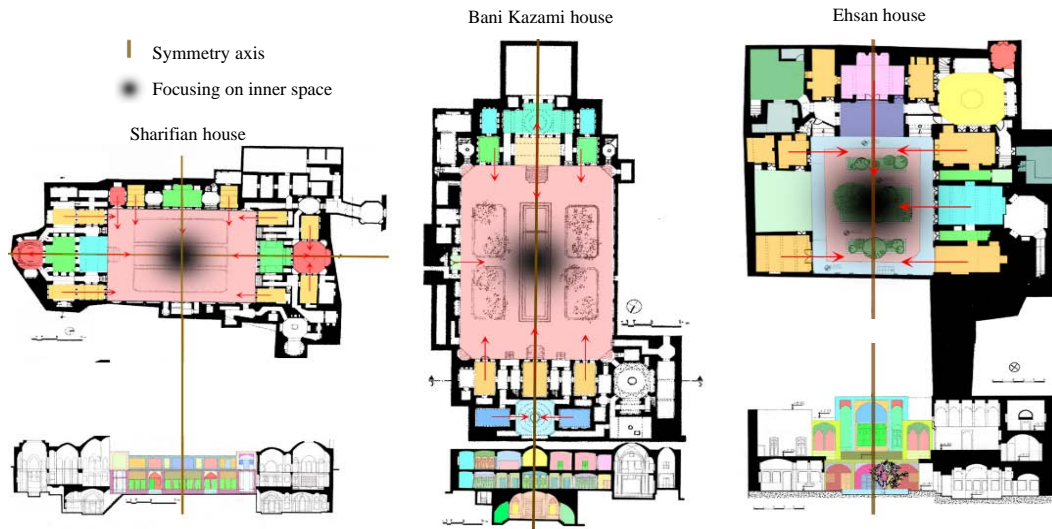 Bani Kazami house
Ehsan house
Symmetry axis
Focusing on inner space
Sharifian house